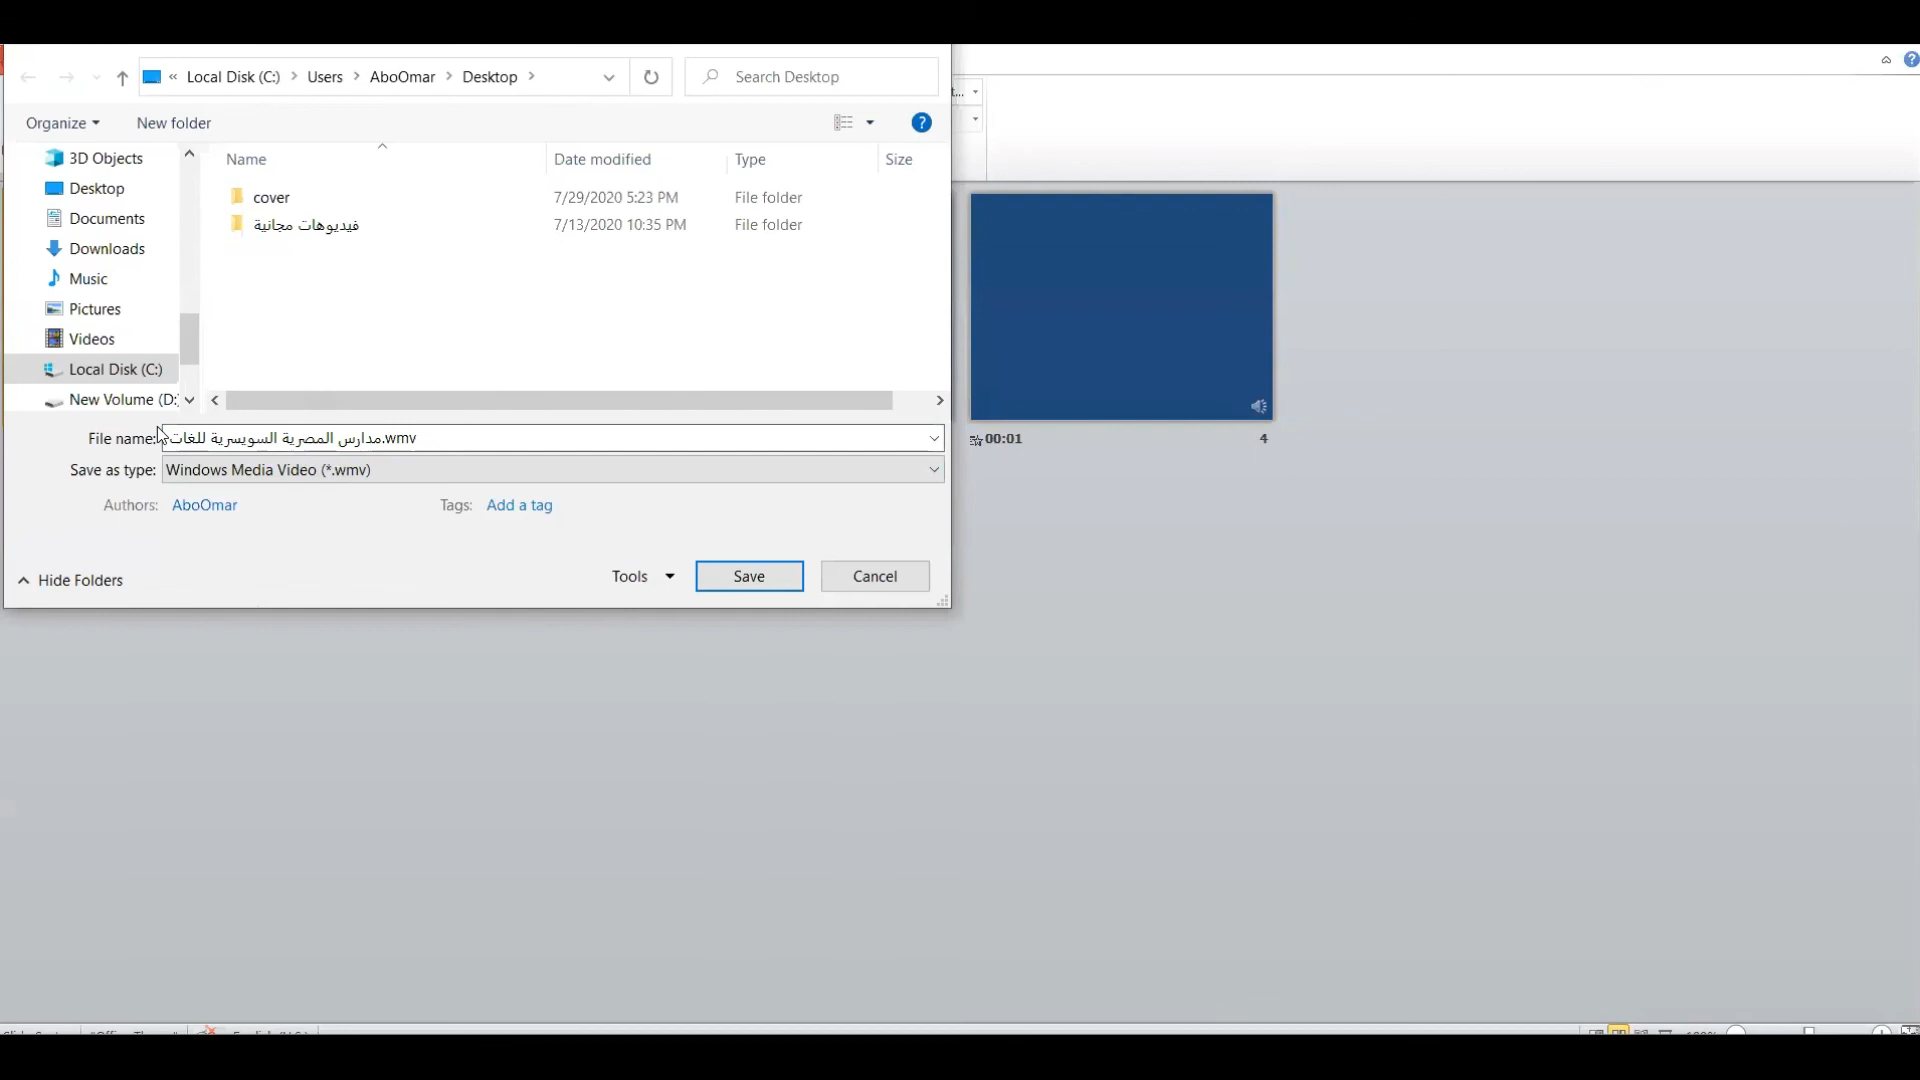 « Local Disk (C:) > Users > AboOmar > Desktop >
Search Desktop
Organize
New folder
?
?
3D Objects
Desktop
Documents
Downloads
Music
Pictures
Videos
Local Disk (C:)
New Volume (D:
Name
Date modified
Type
Size
cover
7/29/2020 5:23 PM
File folder
فيديوهات مجانية
7/13/2020 10:35 PM
File folder
File name:
مدارس المصرية السويسرية للغات.wmv
Save as type:
Windows Media Video (*.wmv)
Authors:
AboOmar
Tags:
Add a tag
Hide Folders
Tools
Save
Cancel
00:01
4